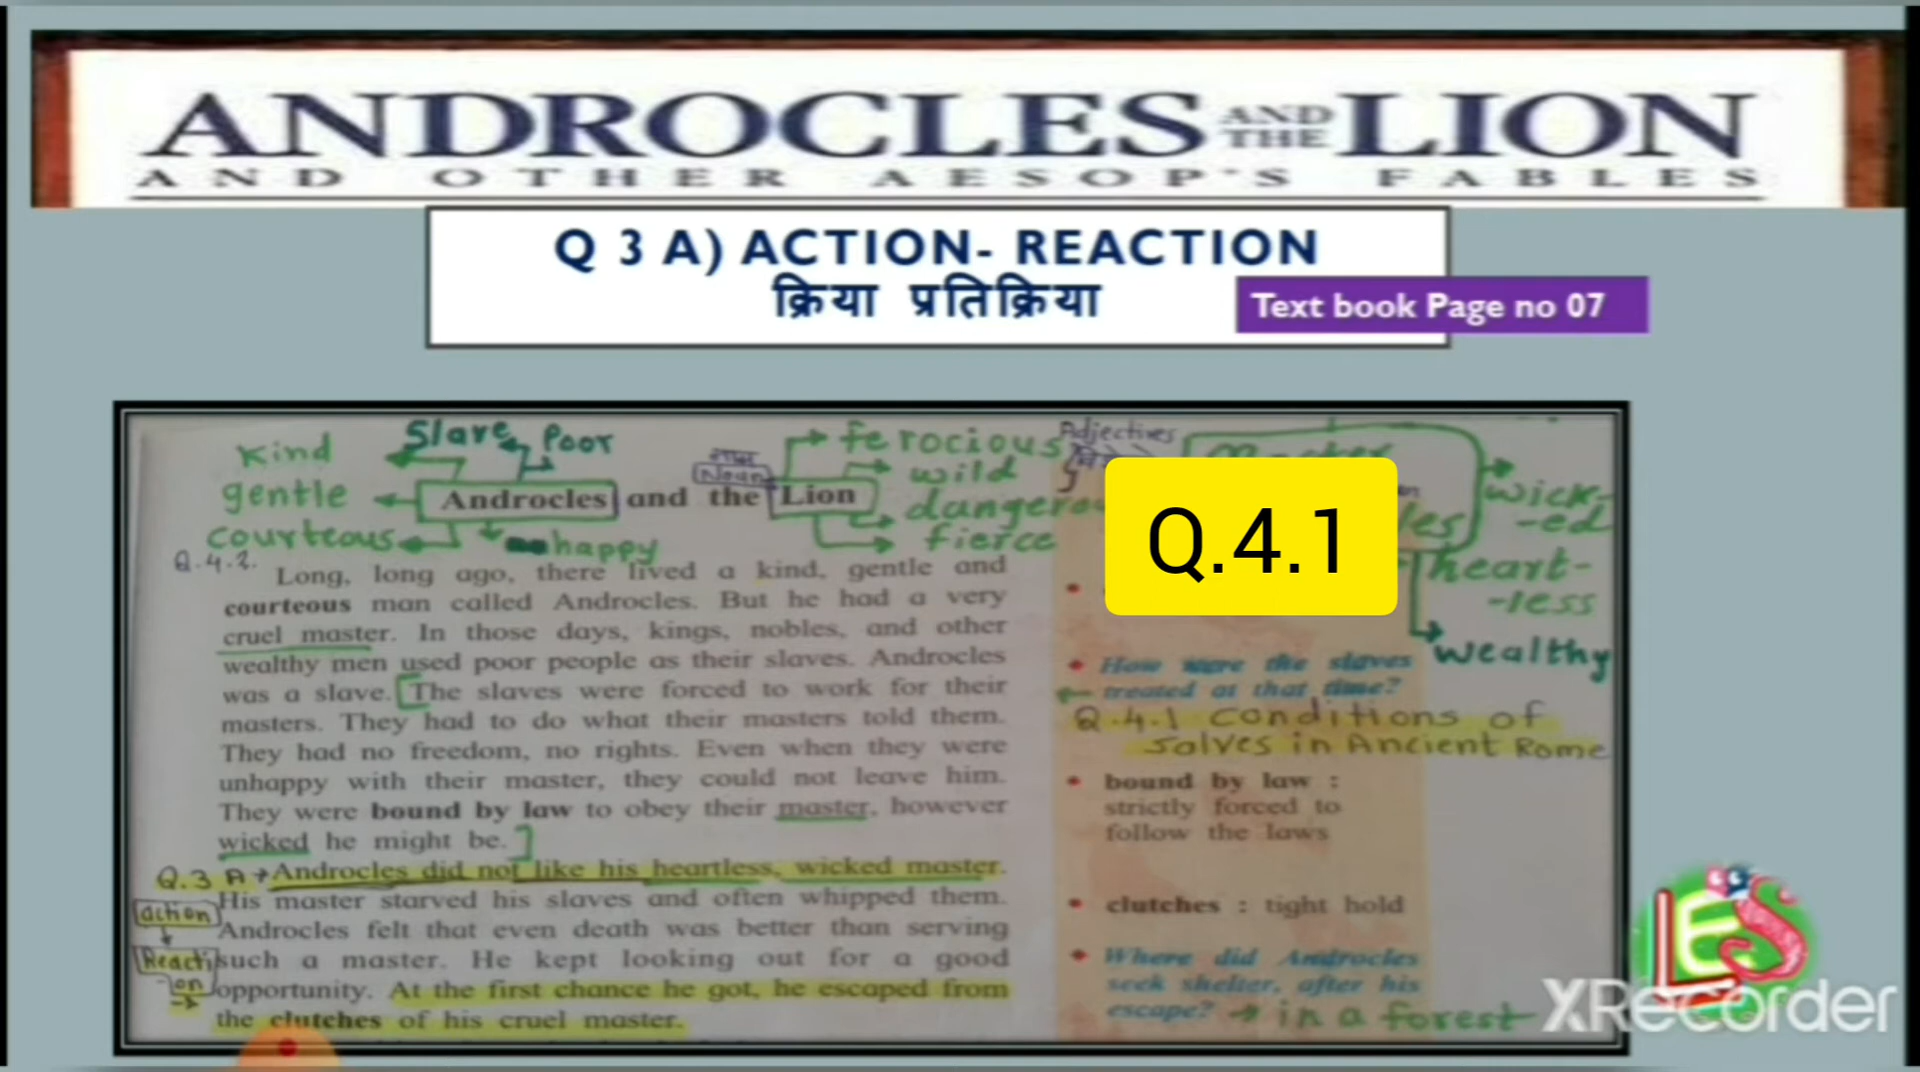 ANDROCLES AND THE LION
AND OTHER AESOP'S FABLES
Q 3 A) ACTION- REACTION
क्रिया प्रतिक्रिया
Text book Page no 07
Kind
Slave
Poor
gentle
courteous
happy
Androcles and the Lion
नाम
Noun
ferocious
wild
fierce
Adjectives
Q.4.1
wick-
-ed
heart-
-less
wealthy
Q.4.2.
Long, long ago, there lived a kind, gentle and
courteous man called Androcles. But he had a very
cruel master. In those days, kings, nobles, and other
wealthy men used poor people as their slaves. Androcles
was a slave. [The slaves were forced to work for their
masters. They had to do what their masters told them.
They had no freedom, no rights. Even when they were
unhappy with their master, they could not leave him.
They were bound by law to obey their master, however
wicked he might be.]
Q.3 A → Androcles did not like his heartless, wicked master.
action
His master starved his slaves and often whipped them.
Androcles felt that even death was better than serving
Reacti
-on
such a master. He kept looking out for a good
opportunity. At the first chance he got, he escaped from
the clutches of his cruel master.
• How were the slaves
treated at that time?
Q.4.1 Conditions of
Salves in Ancient Rome
• bound by law :
strictly forced to
follow the laws
• clutches : tight hold
• Where did Androcles
seek shelter, after his
escape? → in a forest
LES
XRecorder